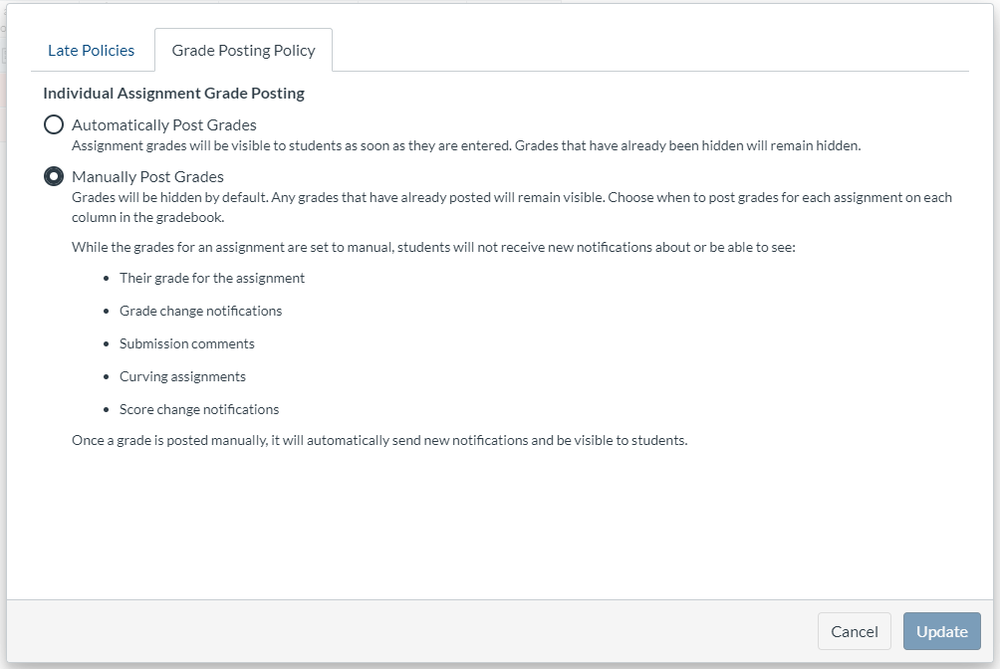 Late Policies
Grade Posting Policy
Individual Assignment Grade Posting
Automatically Post Grades
Assignment grades will be visible to students as soon as they are entered. Grades that have already been hidden will remain hidden.
Manually Post Grades
Grades will be hidden by default. Any grades that have already posted will remain visible. Choose when to post grades for each assignment on each
column in the gradebook.
While the grades for an assignment are set to manual, students will not receive new notifications about or be able to see:
• Their grade for the assignment
• Grade change notifications
• Submission comments
• Curving assignments
• Score change notifications
Once a grade is posted manually, it will automatically send new notifications and be visible to students.
Cancel
Update